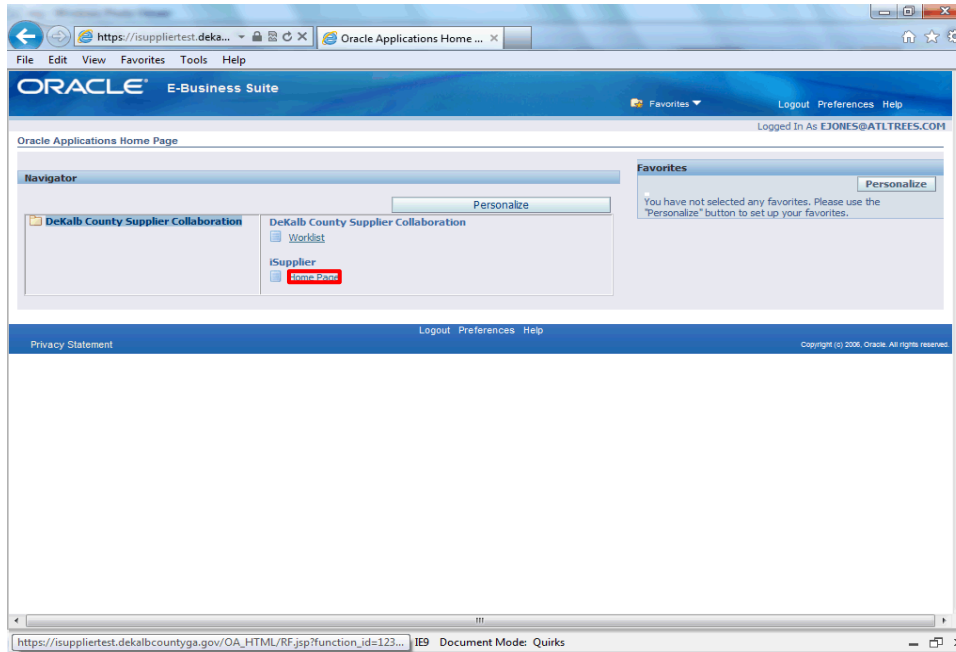 https://isuppliertest.deka...
Oracle Applications Home ...
File Edit View Favorites Tools Help
ORACLE® E-Business Suite
Favorites
Logout Preferences Help
Logged In As EJONES@ATLTREES.COM
Oracle Applications Home Page
Navigator
Personalize
DeKalb County Supplier Collaboration
DeKalb County Supplier Collaboration
Worklist
iSupplier
Home Page
Favorites
Personalize
You have not selected any favorites. Please use the
"Personalize" button to set up your favorites.
Logout Preferences Help
Privacy Statement
Copyright (c) 2006, Oracle. All rights reserved.
https://isuppliertest.dekalbcountyga.gov/OA_HTML/RF.jsp?function_id=123...
IE9 Document Mode: Quirks